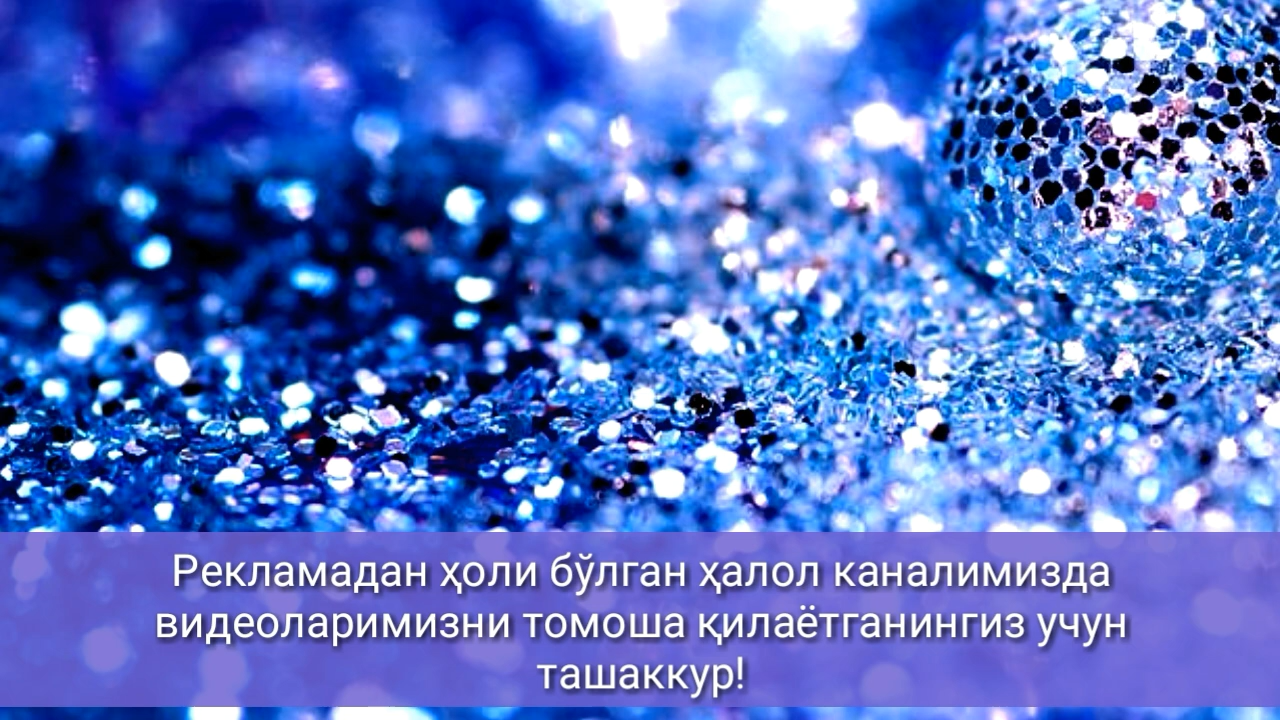 Рекламадан ҳоли бўлган ҳалол каналимизда
видеоларимизни томоша қилаётганингиз учун
ташаккур!